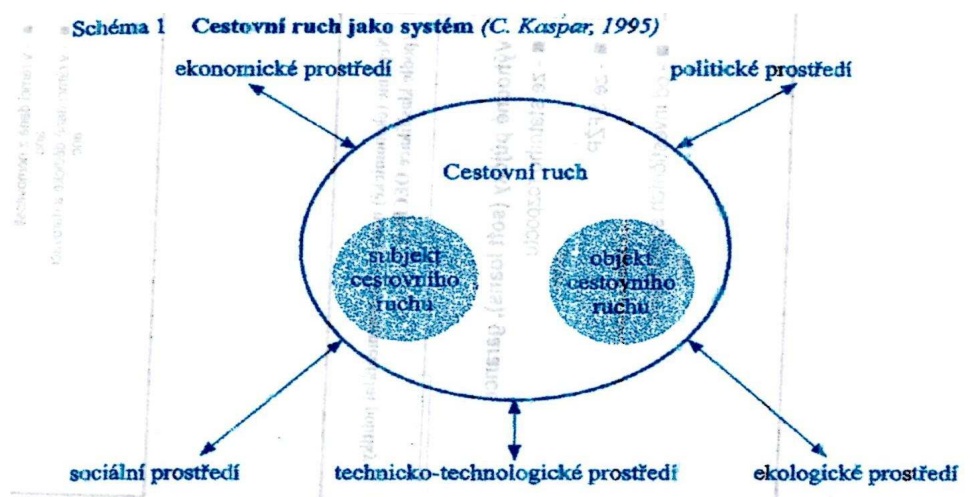 Schéma 1 Cestovní ruch jako systém (C. Kaspar, 1995)
ekonomické prostředí
politické prostředí
Cestovní ruch
subjekt
cestovního
ruchu
objekt
cestovního
ruchu
sociální prostředí
technicko-technologické prostředí
ekologické prostředí